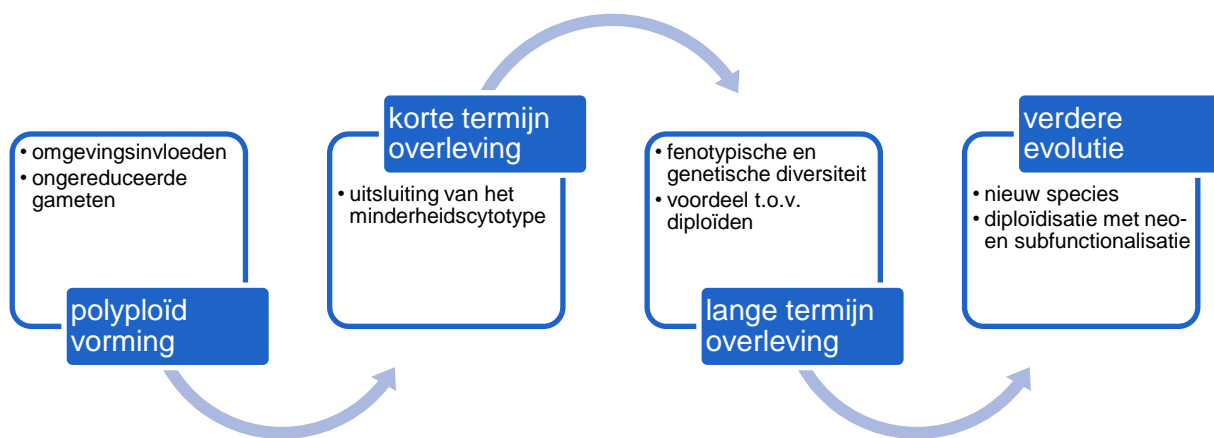 • omgevingsinvloeden
• ongereduceerde
gameten
polyploïd
vorming
korte termijn
overleving
• uitsluiting van het
minderheidscytotype
• fenotypische en
genetische diversiteit
• voordeel t.o.v.
diploïden
lange termijn
overleving
verdere
evolutie
• nieuw species
• diploïdisatie met neo-
en subfunctionalisatie